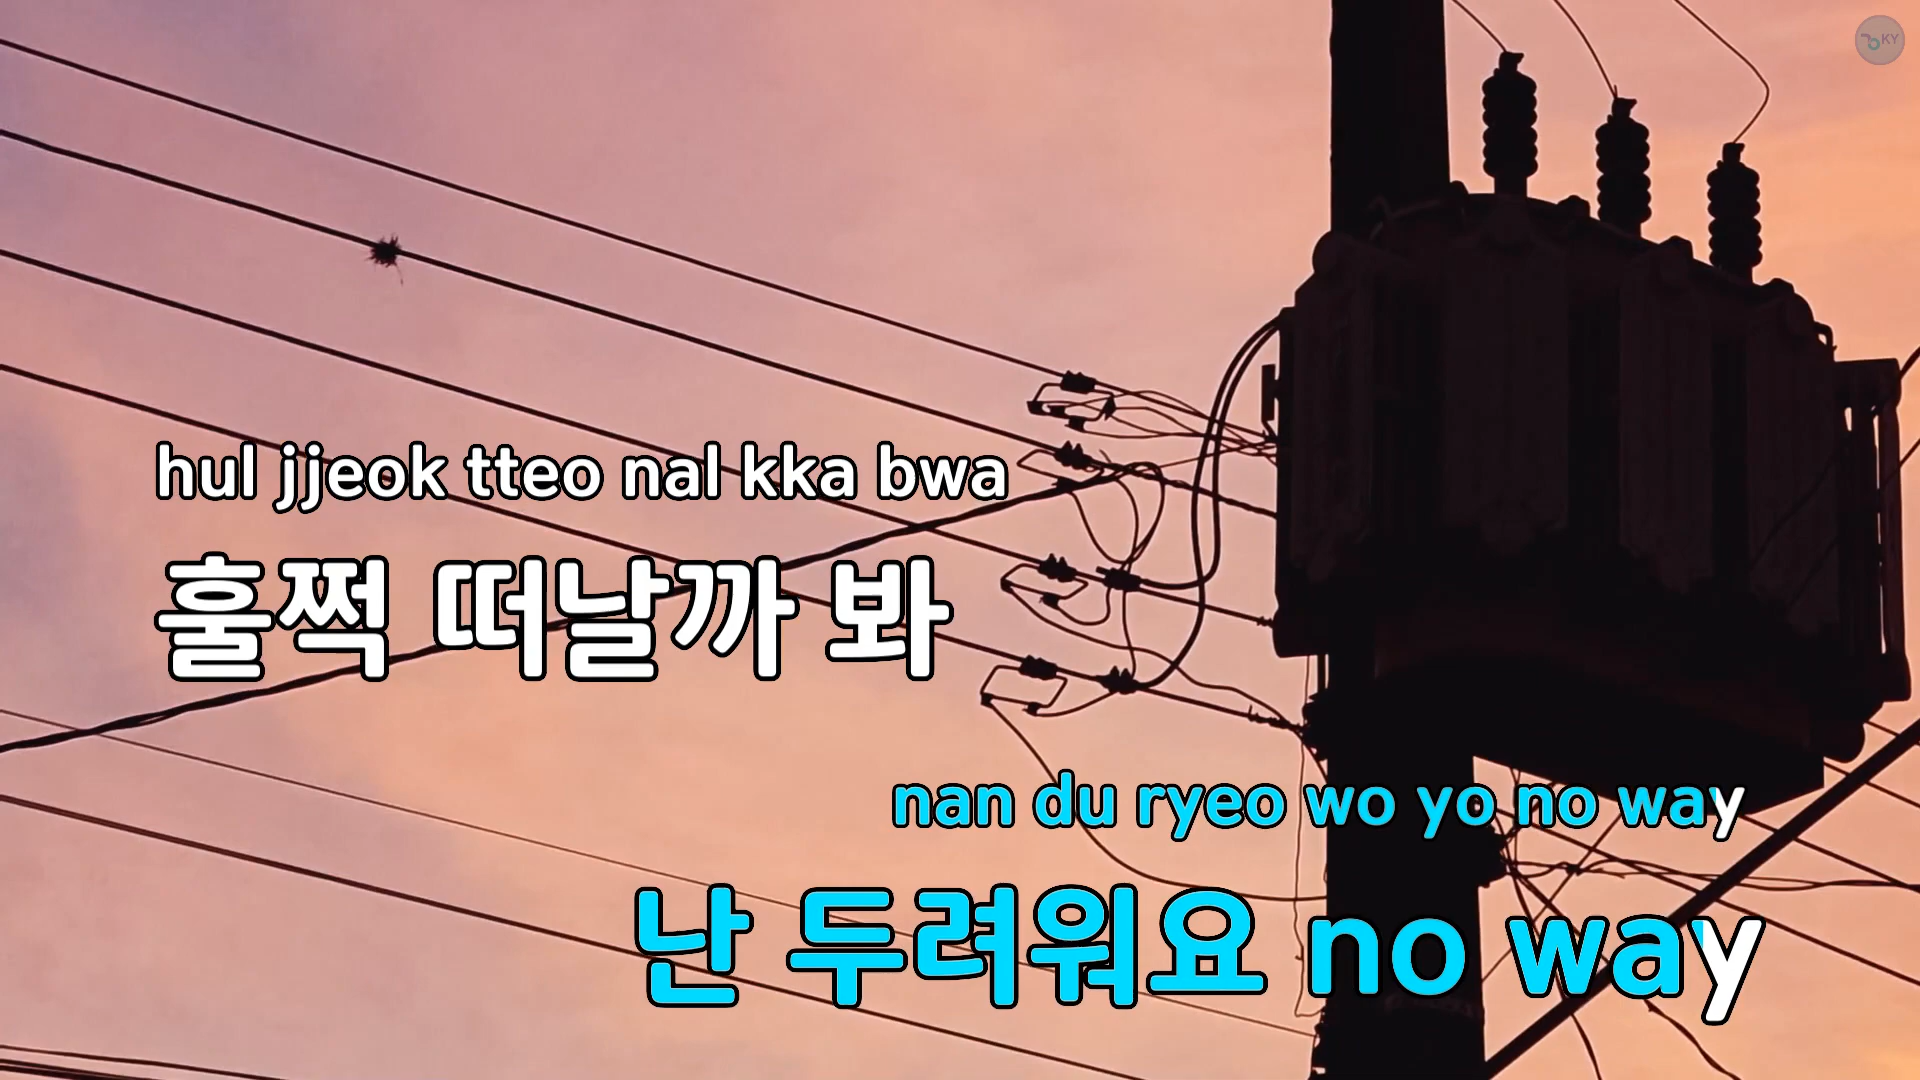 KY
hul jjeok tteo nal kka bwa
훌쩍 떠날까 봐
nan du ryeo wo yo no way
난 두려워요 no way